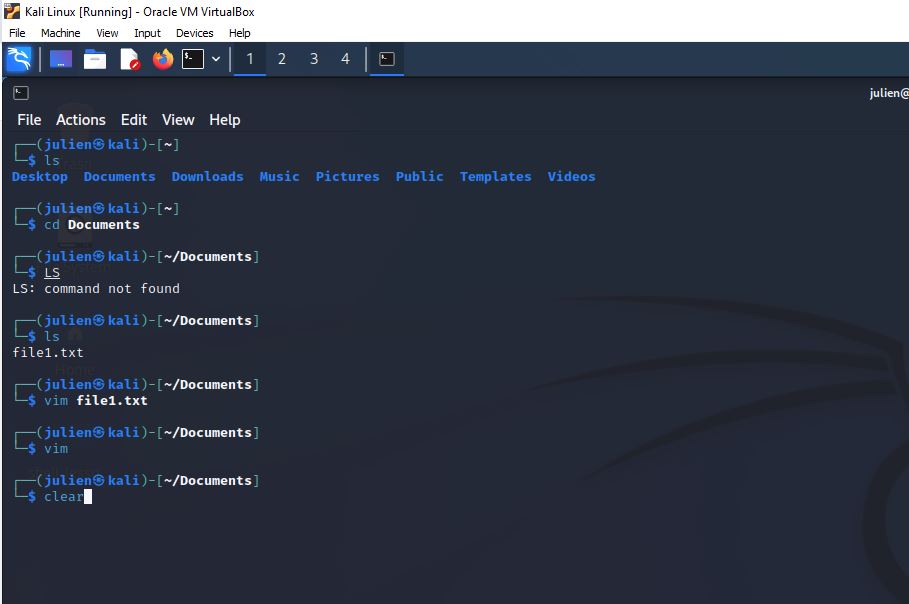 Kali Linux [Running] - Oracle VM VirtualBox
File Machine View Input Devices Help
1 2 3 4
julien@
File Actions Edit View Help
┌──(julien㉿kali)-[~]
└─$ ls
Desktop Documents Downloads Music Pictures Public Templates Videos
┌──(julien㉿kali)-[~]
└─$ cd Documents
┌──(julien㉿kali)-[~/Documents]
└─$ LS
LS: command not found
┌──(julien㉿kali)-[~/Documents]
└─$ ls
file1.txt
┌──(julien㉿kali)-[~/Documents]
└─$ vim file1.txt
┌──(julien㉿kali)-[~/Documents]
└─$ vim
┌──(julien㉿kali)-[~/Documents]
└─$ clear
Home